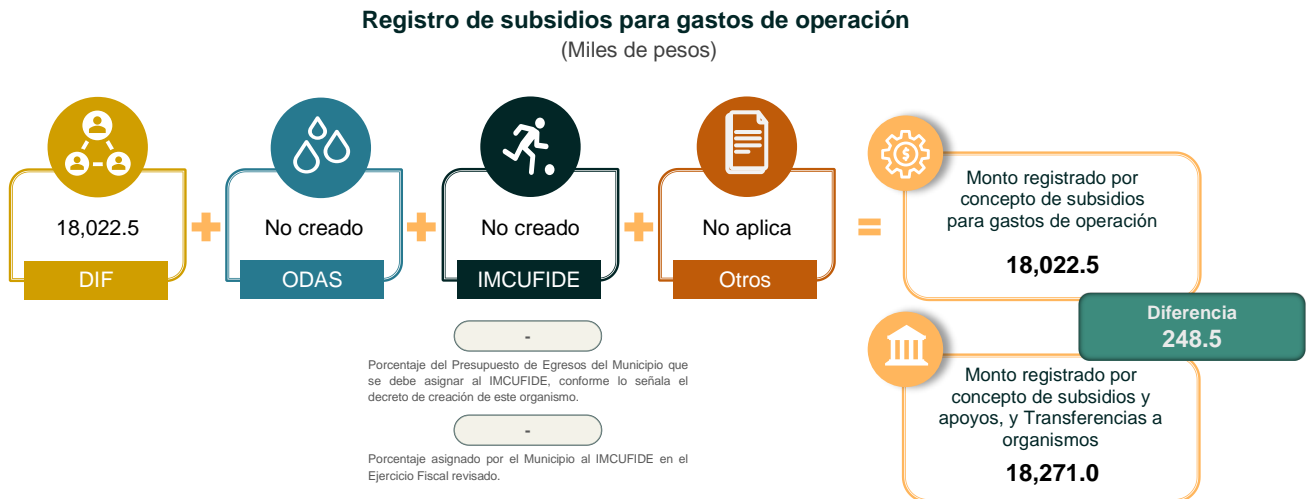 Registro de subsidios para gastos de operación
(Miles de pesos)
18,022.5
DIF
No creado
ODAS
No creado
IMCUFIDE
No aplica
Otros
Monto registrado por
concepto de subsidios
para gastos de operación
18,022.5
Diferencia
248.5
Monto registrado por
concepto de subsidios y
apoyos, y Transferencias a
organismos
18,271.0
-
Porcentaje del Presupuesto de Egresos del Municipio que
se debe asignar al IMCUFIDE, conforme lo señala el
decreto de creación de este organismo.
-
Porcentaje asignado por el Municipio al IMCUFIDE en el
Ejercicio Fiscal revisado.